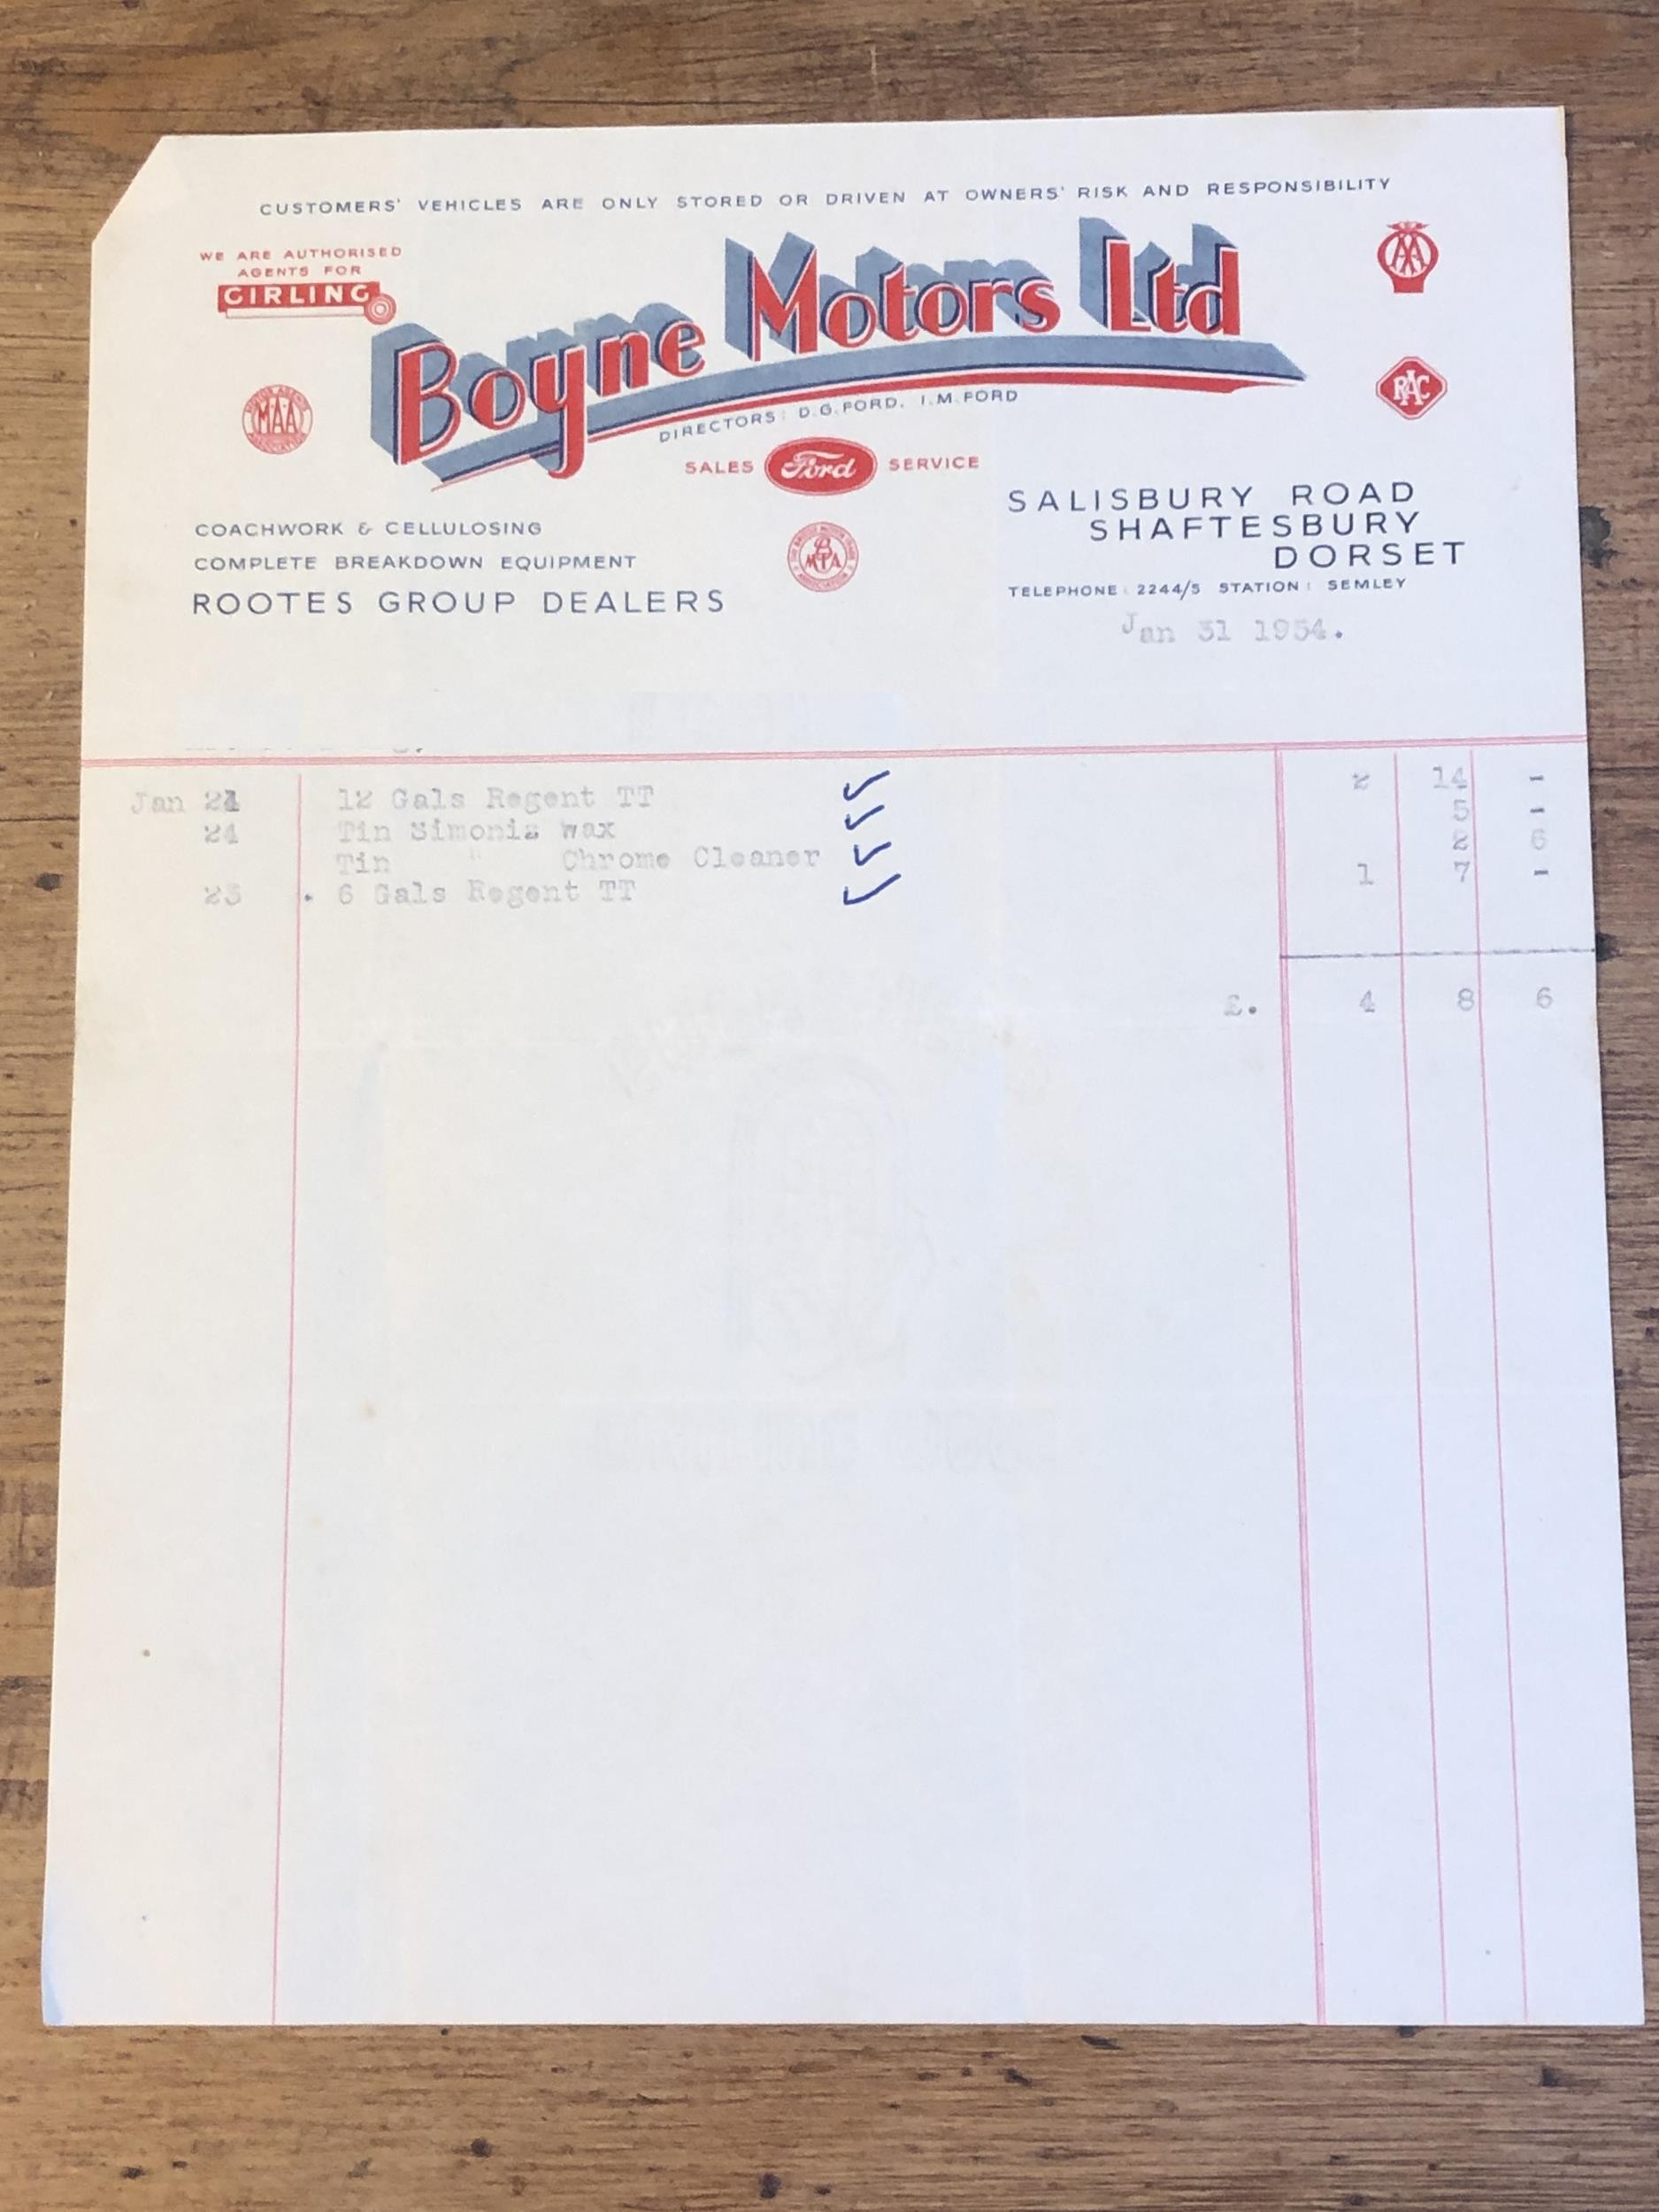 CUSTOMERS' VEHICLES ARE ONLY STORED OR DRIVEN AT OWNERS' RISK AND RESPONSIBILITY
WE ARE AUTHORISED
AGENTS FOR
GIRLING
Boyne Motors Ltd
AA
MAA
RAC
DIRECTORS: D.G. FORD. I.M. FORD
SALES Ford SERVICE
COACHWORK & CELLULOSING
COMPLETE BREAKDOWN EQUIPMENT
ROOTES GROUP DEALERS
BMTA
SALISBURY ROAD
SHAFTESBURY
DORSET
TELEPHONE: 2244/5 STATION: SEMLEY
Jan 31 1954.
Jan 12 Gals Regent TT 2 14 -
24 Tin Simonis wax 5 -
Tin " Chrome Cleaner 2 6
. 6 Gals Regent TT 1 7 -
£. 4 8 6